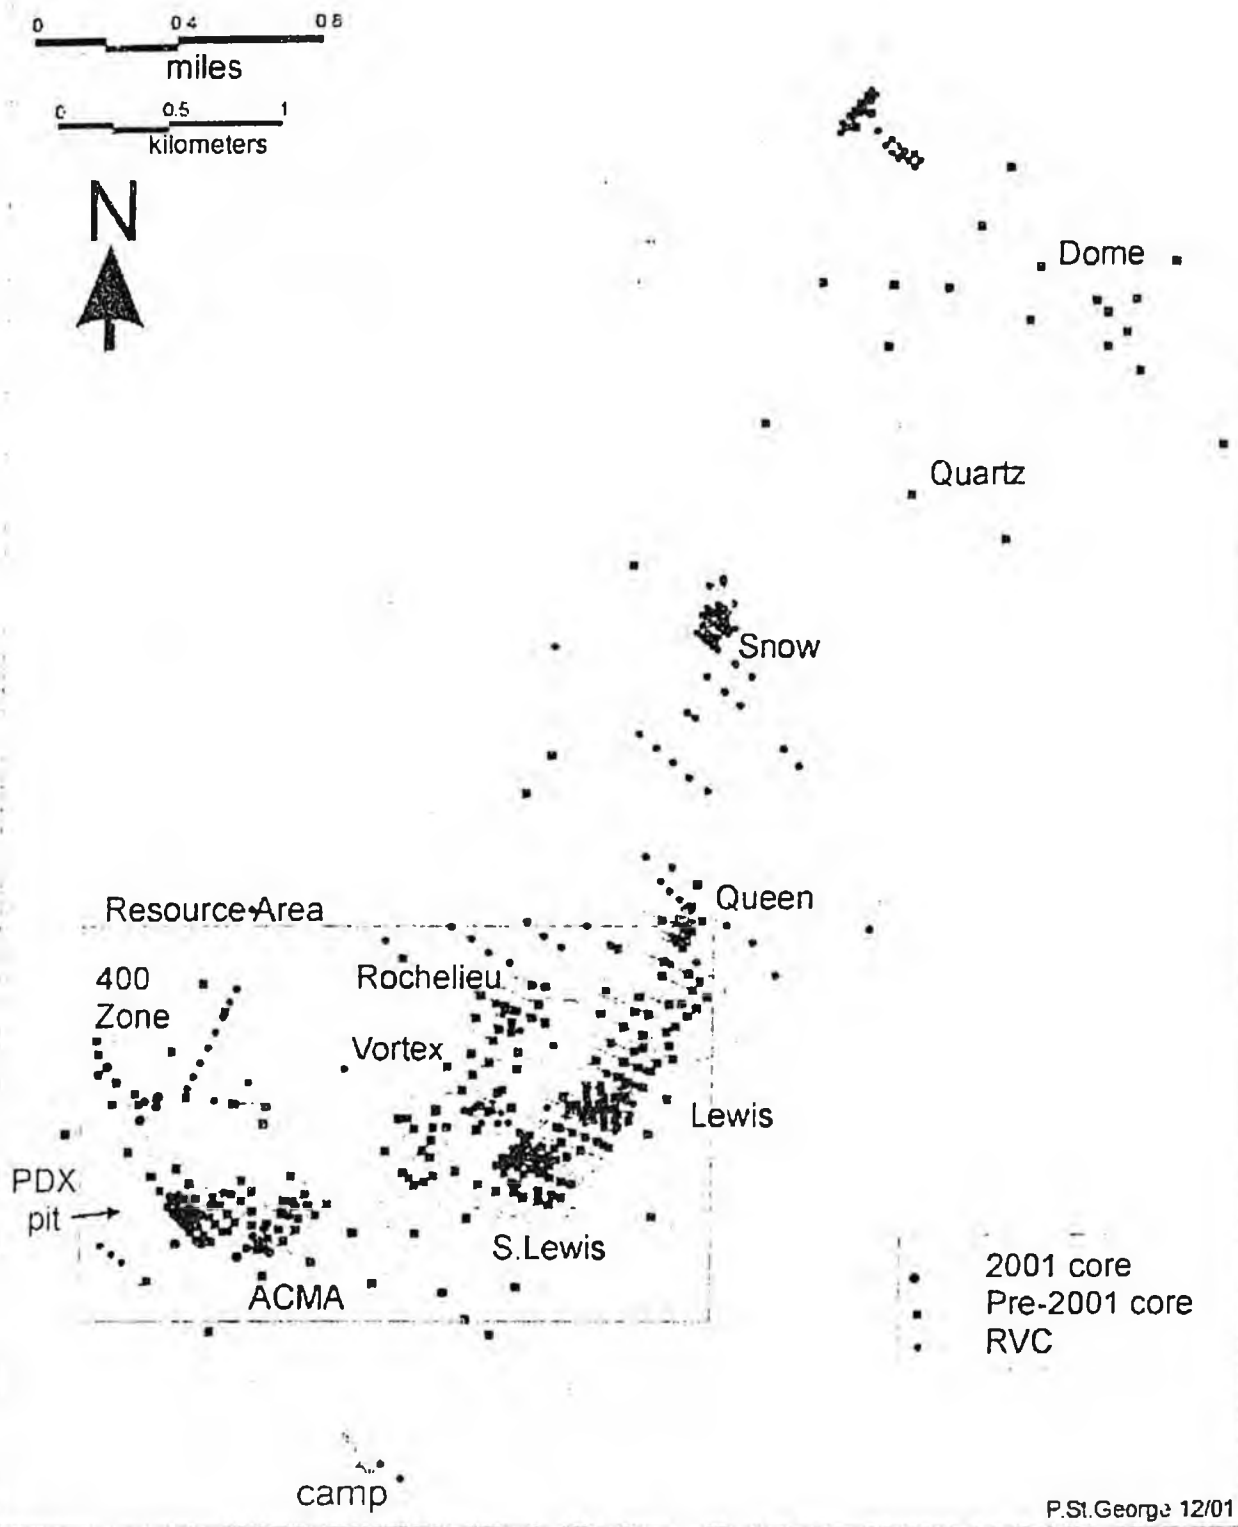 0 0.4 0.8
miles
0 0.5 1
kilometers
N
Dome
Quartz
Snow
Queen
Resource Area
400
Zone
Rochelieu
Vortex
Lewis
PDX
pit
S.Lewis
ACMA
2001 core
Pre-2001 core
RVC
camp
P.St.George 12/01